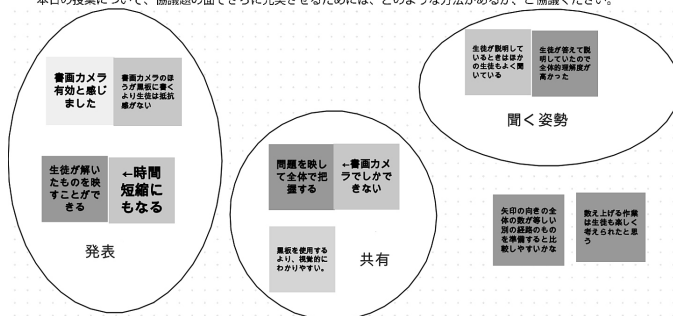 本日の授業について、協議題の面でさらに充実させるためには、どのような方法があるか、ご協議ください。
書画カメラ
有効と感じ
ました
書画カメラのほ
うが黒板に書く
より生徒は抵抗
感がない
生徒が解い
たものを映
すことがで
きる
←時間
短縮に
もなる
発表
問題を映し
て全体で把
握する
←書画カメ
ラでしかで
きない
黒板を使用する
より、視覚的に
わかりやすい。
共有
生徒が説明して
いるときはほか
の生徒もよく聞
いている
生徒が答えて説
明していたので
全体的理解度が
高かった
聞く姿勢
矢印の向きの全
体の数が等しい
別の経路のもの
を準備すると比
較しやすいかな
数え上げる作業
は生徒も楽しく
考えられたと思
う